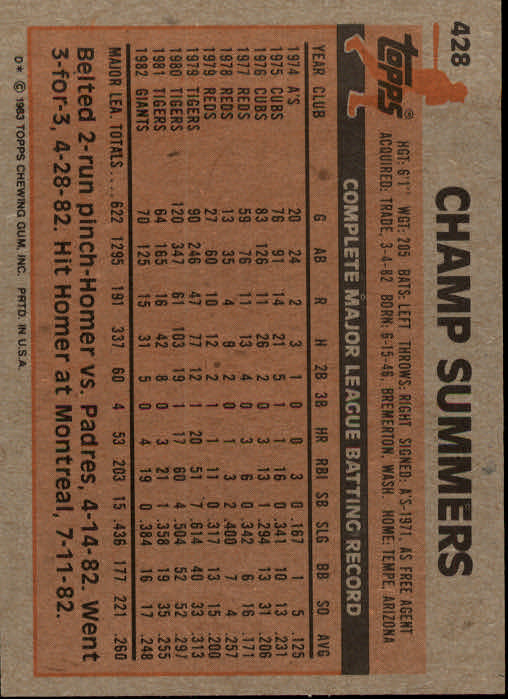 428
CHAMP SUMMERS
topps®
HGT: 6'1" WGT: 205 BATS: LEFT THROWS: RIGHT SIGNED: A'S-1971, AS FREE AGENT
ACQUIRED: TRADE, 3-4-82 BORN: 6-15-46, BREMERTON, WASH. HOME: TEMPE, ARIZONA
COMPLETE MAJOR LEAGUE BATTING RECORD
YEAR CLUB G AB R H 2B 3B HR RBI SB SLG BB SO AVG
1974 A'S 20 24 2 3 1 0 0 3 0 .167 1 5 .125
1975 CUBS 76 91 14 21 5 1 1 16 0 .341 10 13 .231
1976 CUBS 83 126 11 26 2 0 3 13 1 .294 13 31 .206
1977 REDS 59 76 11 13 4 0 3 6 0 .342 6 16 .171
1978 REDS 13 35 4 9 2 0 1 3 2 .400 7 4 .257
1979 REDS 27 60 10 12 2 1 1 11 0 .317 13 15 .200
1979 TIGERS 90 246 47 77 12 1 20 51 7 .614 40 33 .313
1980 TIGERS 120 347 61 103 19 1 17 60 4 .504 52 52 .297
1981 TIGERS 64 165 16 42 8 0 3 21 1 .358 19 35 .255
1982 GIANTS 70 125 15 31 5 0 4 19 0 .384 16 17 .248
MAJOR LEA. TOTALS.... 622 1295 191 337 60 4 53 203 15 .436 177 221 .260
Belted 2-run pinch-Homer vs. Padres, 4-14-82. Went
3-for-3, 4-28-82. Hit Homer at Montreal, 7-11-82.
D* © 1983 TOPPS CHEWING GUM, INC. PRTD. IN U.S.A.